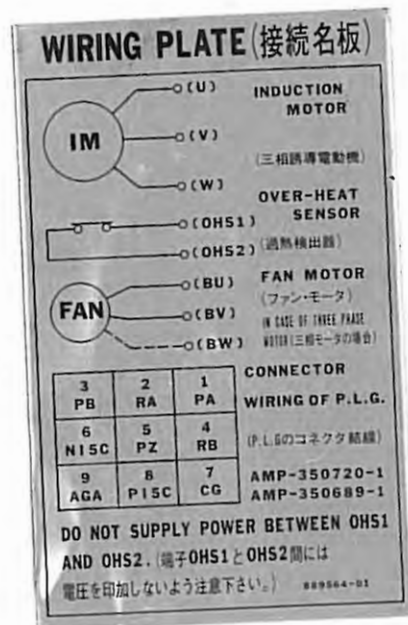 WIRING PLATE (接続名板)
(U) INDUCTION
MOTOR
IM (V)
(三相誘導電動機)
(W)
OVER-HEAT
(OHS1) SENSOR
(OHS2) (過熱検出器)
(BU) FAN MOTOR
(ファン・モータ)
FAN (BV) IN CASE OF THREE PHASE
(BW) MOTOR(三相モータの場合)
CONNECTOR
3 2 1
PB RA PA WIRING OF P.L.G.
6 5 4
N15C PZ RB (P.L.Gのコネクタ結線)
9 8 7 AMP-350720-1
AGA P15C CG AMP-350689-1
DO NOT SUPPLY POWER BETWEEN OHS1
AND OHS2. (端子OHS1とOHS2間には
電圧を印加しないよう注意下さい。) 889564-01